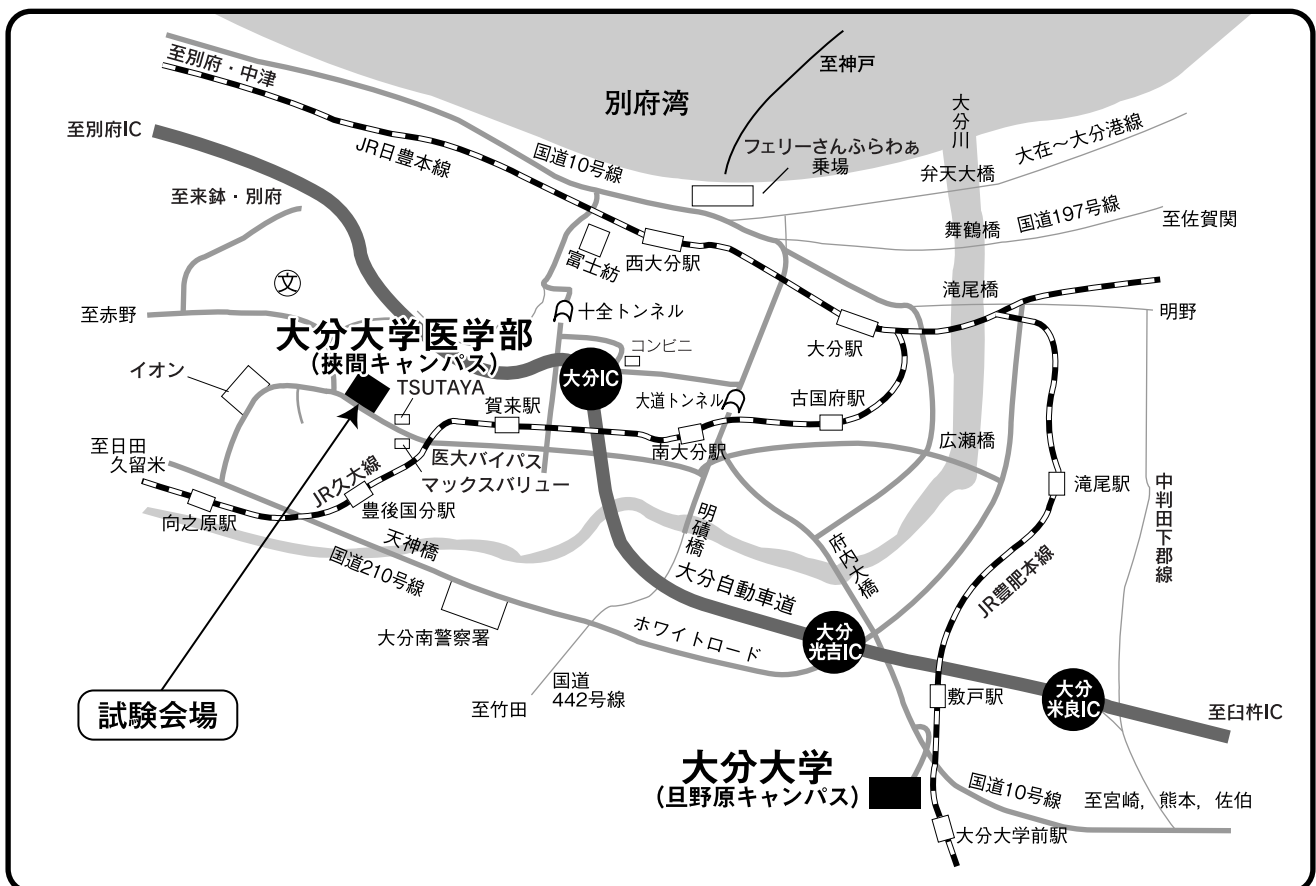 至別府・中津
別府湾
至神戸
大分川
至別府IC
JR日豊本線
国道10号線
フェリーさんふらわぁ
乗場
弁天大橋
大在～大分港線
至来鉢・別府
舞鶴橋
国道197号線
至佐賀関
富士紡
西大分駅
文
至赤野
十全トンネル
滝尾橋
明野
大分大学医学部
(挾間キャンパス)
コンビニ
大分駅
イオン
TSUTAYA
大分IC
大道トンネル
古国府駅
賀来駅
至日田
久留米
医大バイパス
マックスバリュー
南大分駅
広瀬橋
JR久大線
向之原駅
豊後国分駅
滝尾駅
中判田下郡線
天神橋
明磧橋
府内大橋
国道210号線
大分自動車道
JR豊肥本線
大分南警察署
ホワイトロード
大分
光吉IC
試験会場
至竹田
国道
442号線
敷戸駅
大分
米良IC
至臼杵IC
大分大学
(旦野原キャンパス)
国道10号線
至宮崎，熊本，佐伯
大分大学前駅